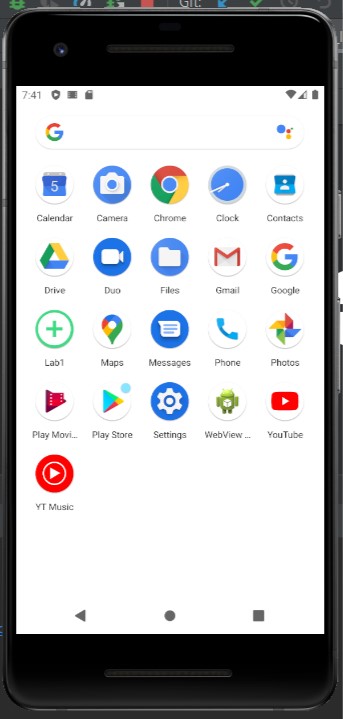 Git:
7:41
Calendar Camera Chrome Clock Contacts
Drive Duo Files Gmail Google
Lab1 Maps Messages Phone Photos
Play Movi... Play Store Settings WebView ... YouTube
YT Music
5